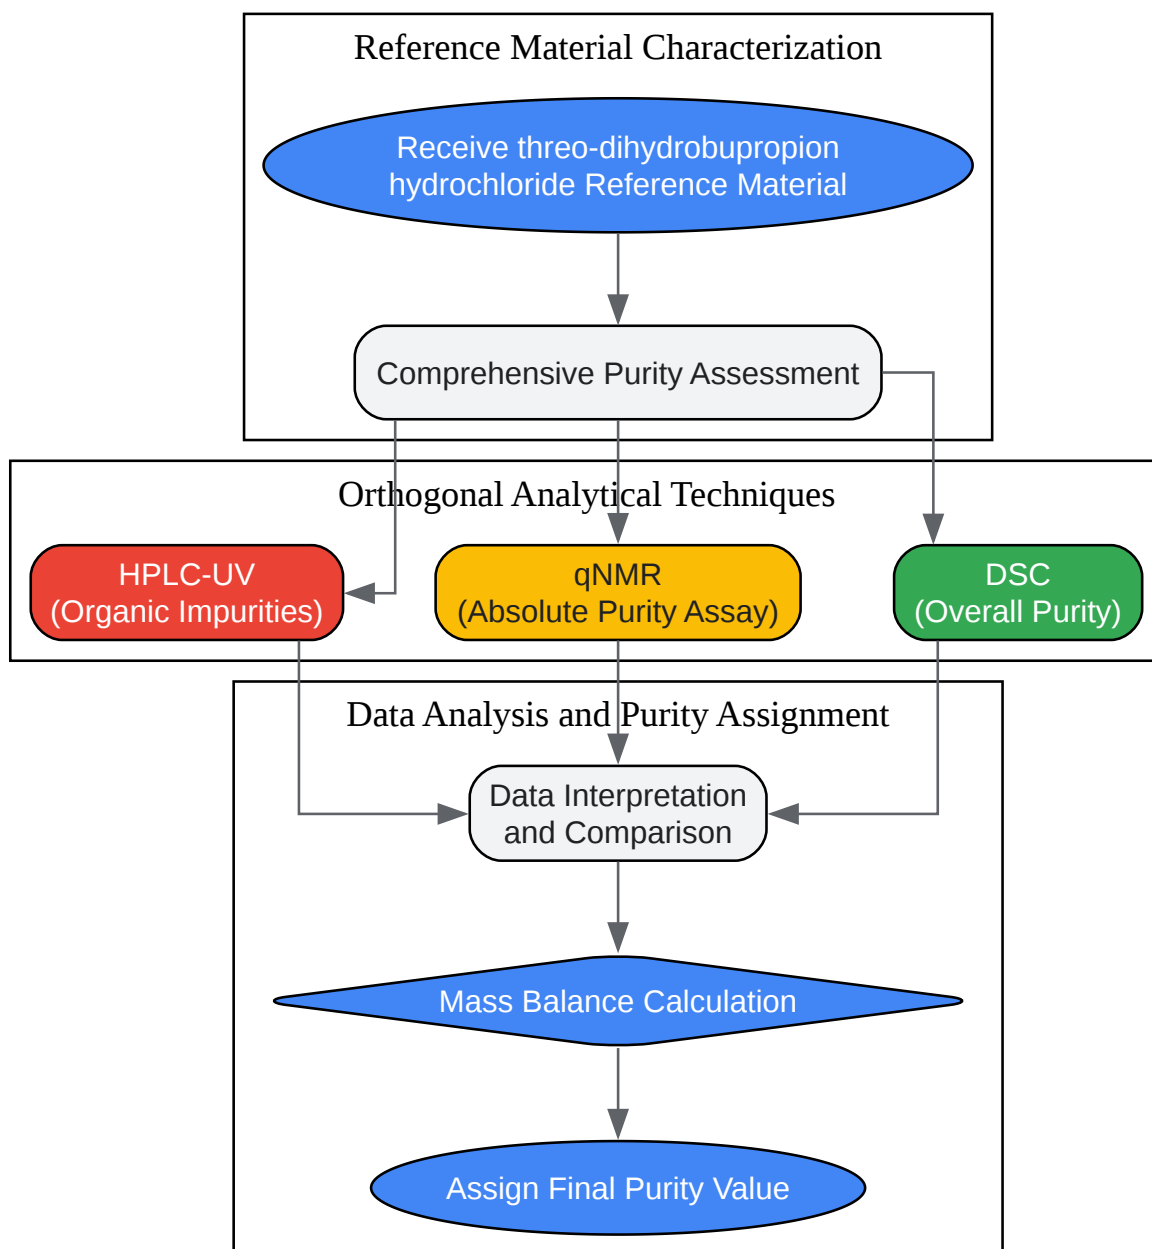 Reference Material Characterization
Receive threo-dihydrobupropion
hydrochloride Reference Material
Comprehensive Purity Assessment
Orthogonal Analytical Techniques
HPLC-UV
(Organic Impurities)
qNMR
(Absolute Purity Assay)
DSC
(Overall Purity)
Data Analysis and Purity Assignment
Data Interpretation
and Comparison
Mass Balance Calculation
Assign Final Purity Value